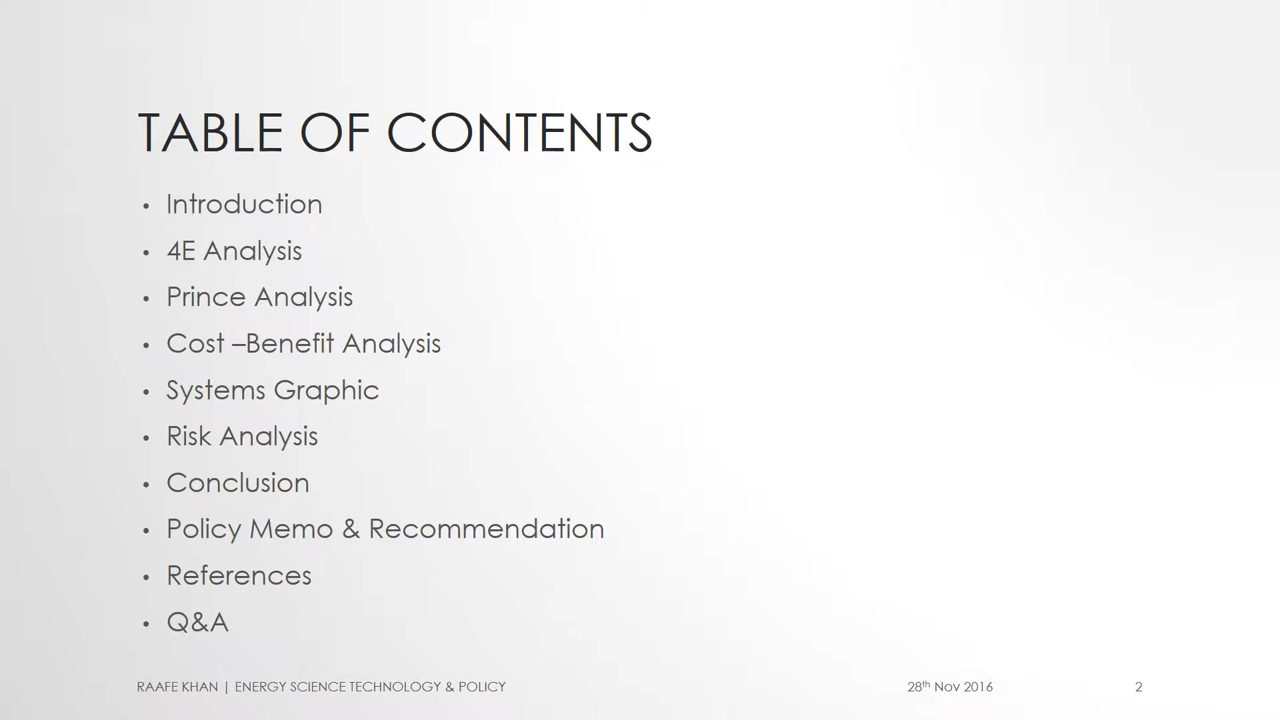 TABLE OF CONTENTS
• Introduction
• 4E Analysis
• Prince Analysis
• Cost –Benefit Analysis
• Systems Graphic
• Risk Analysis
• Conclusion
• Policy Memo & Recommendation
• References
• Q&A
RAAFE KHAN | ENERGY SCIENCE TECHNOLOGY & POLICY 28th Nov 2016 2